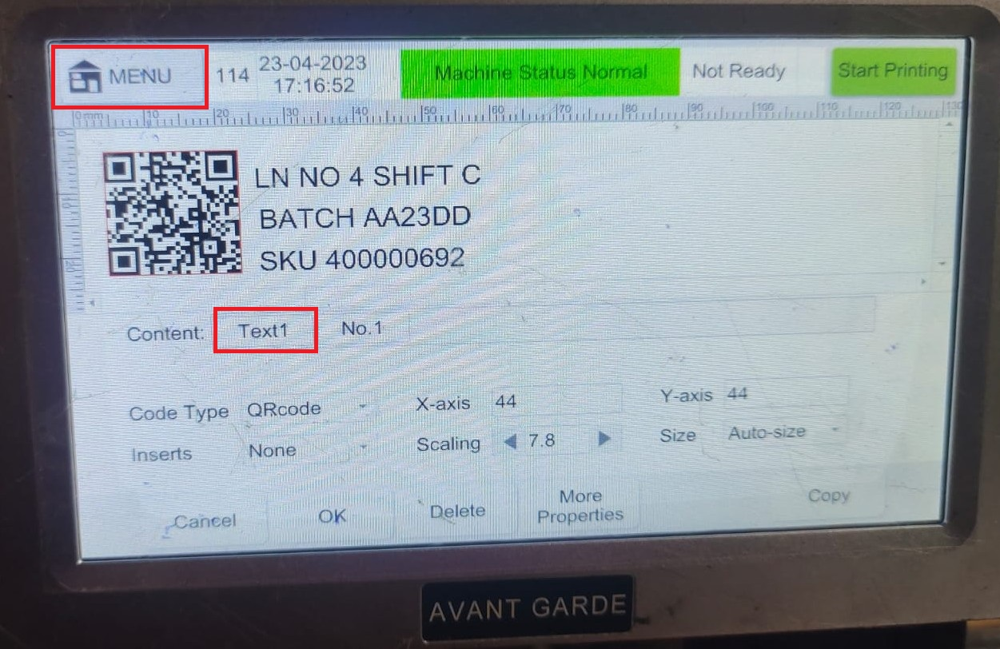 MENU 114 23-04-2023 17:16:52 Machine Status Normal Not Ready Start Printing
0mm 10 20 30 40 50 60 70 80 90 100 110 120 130
LN NO 4 SHIFT C
BATCH AA23DD
SKU 400000692
Content: Text1 No.1
Code Type QRcode X-axis 44 Y-axis 44
Inserts None Scaling 7.8 Size Auto-size
Cancel OK Delete More Properties Copy
AVANT GARDE